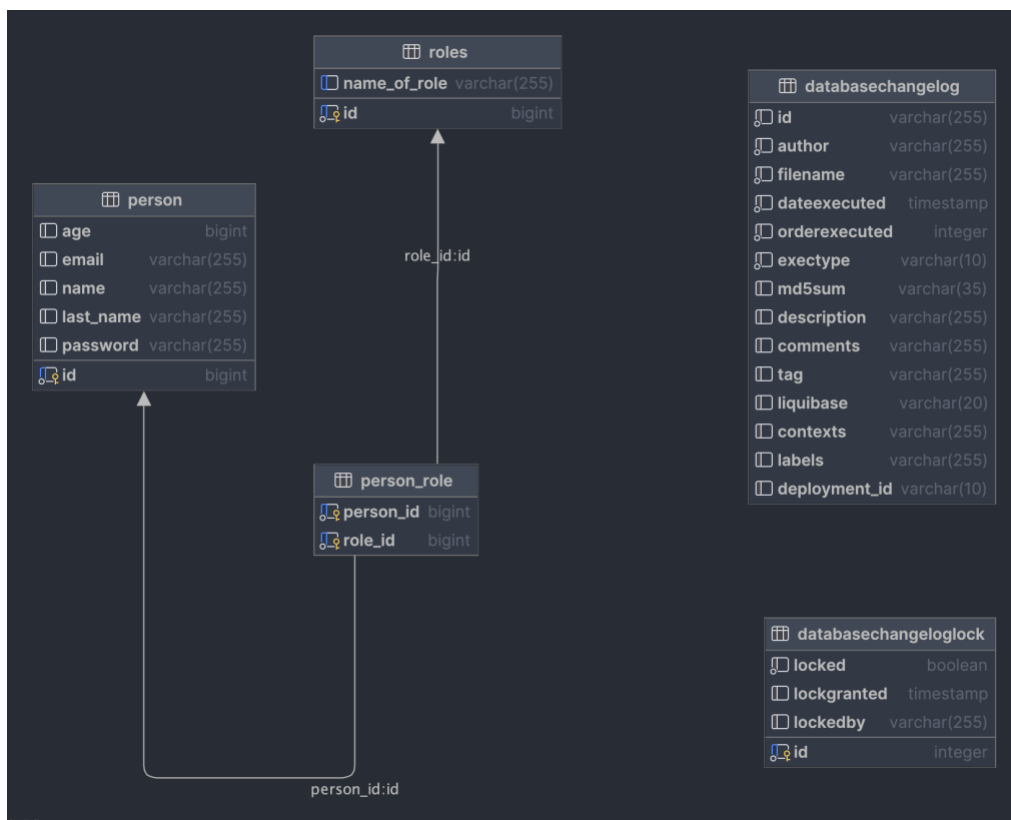 roles
name_of_role varchar(255)
id bigint
person
age bigint
email varchar(255)
name varchar(255)
last_name varchar(255)
password varchar(255)
id bigint
role_id:id
person_role
person_id bigint
role_id bigint
person_id:id
databasechangelog
id varchar(255)
author varchar(255)
filename varchar(255)
dateexecuted timestamp
orderexecuted integer
exectype varchar(10)
md5sum varchar(35)
description varchar(255)
comments varchar(255)
tag varchar(255)
liquibase varchar(20)
contexts varchar(255)
labels varchar(255)
deployment_id varchar(10)
databasechangeloglock
locked boolean
lockgranted timestamp
lockedby varchar(255)
id integer